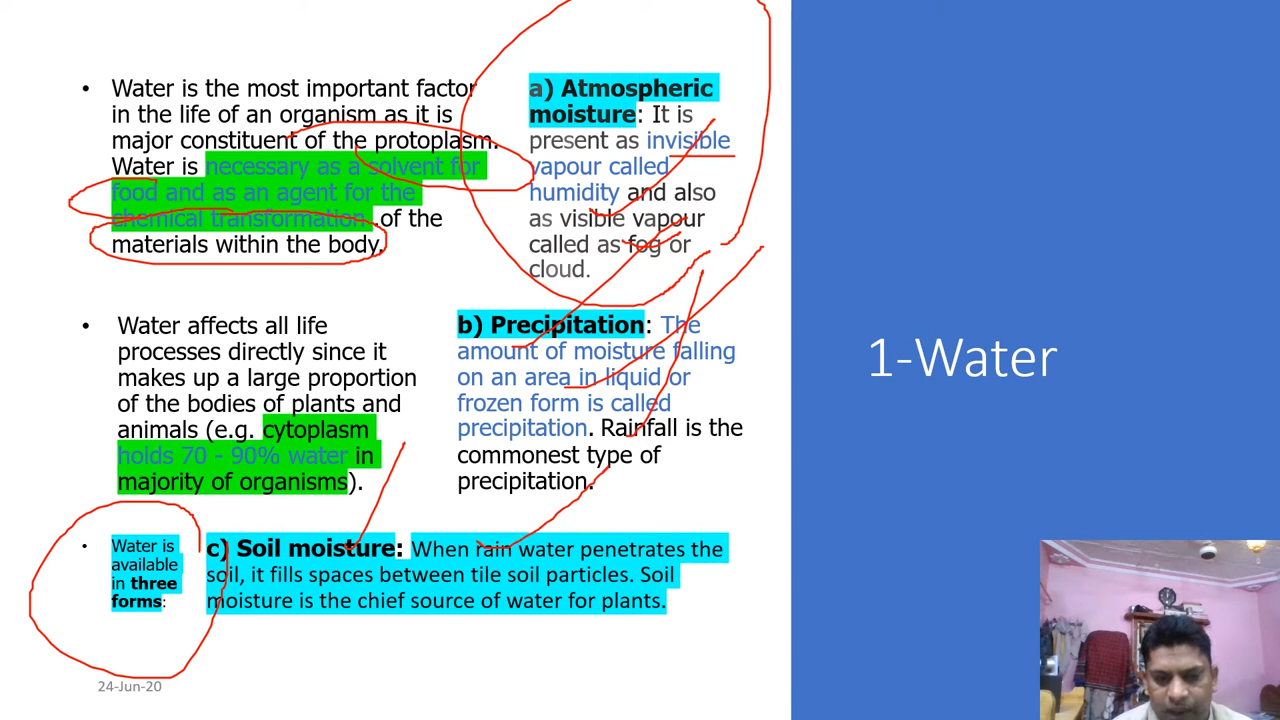 • Water is the most important factor
in the life of an organism as it is
major constituent of the protoplasm.
Water is necessary as a solvent for
food and as an agent for the
chemical transformation of the
materials within the body.
• Water affects all life
processes directly since it
makes up a large proportion
of the bodies of plants and
animals (e.g. cytoplasm
holds 70 - 90% water in
majority of organisms).
• Water is
available
in three
forms:
a) Atmospheric
moisture: It is
present as invisible
vapour called
humidity and also
as visible vapour
called as fog or
cloud.
b) Precipitation: The
amount of moisture falling
on an area in liquid or
frozen form is called
precipitation. Rainfall is the
commonest type of
precipitation.
c) Soil moisture: When rain water penetrates the
soil, it fills spaces between tile soil particles. Soil
moisture is the chief source of water for plants.
1-Water
24-Jun-20